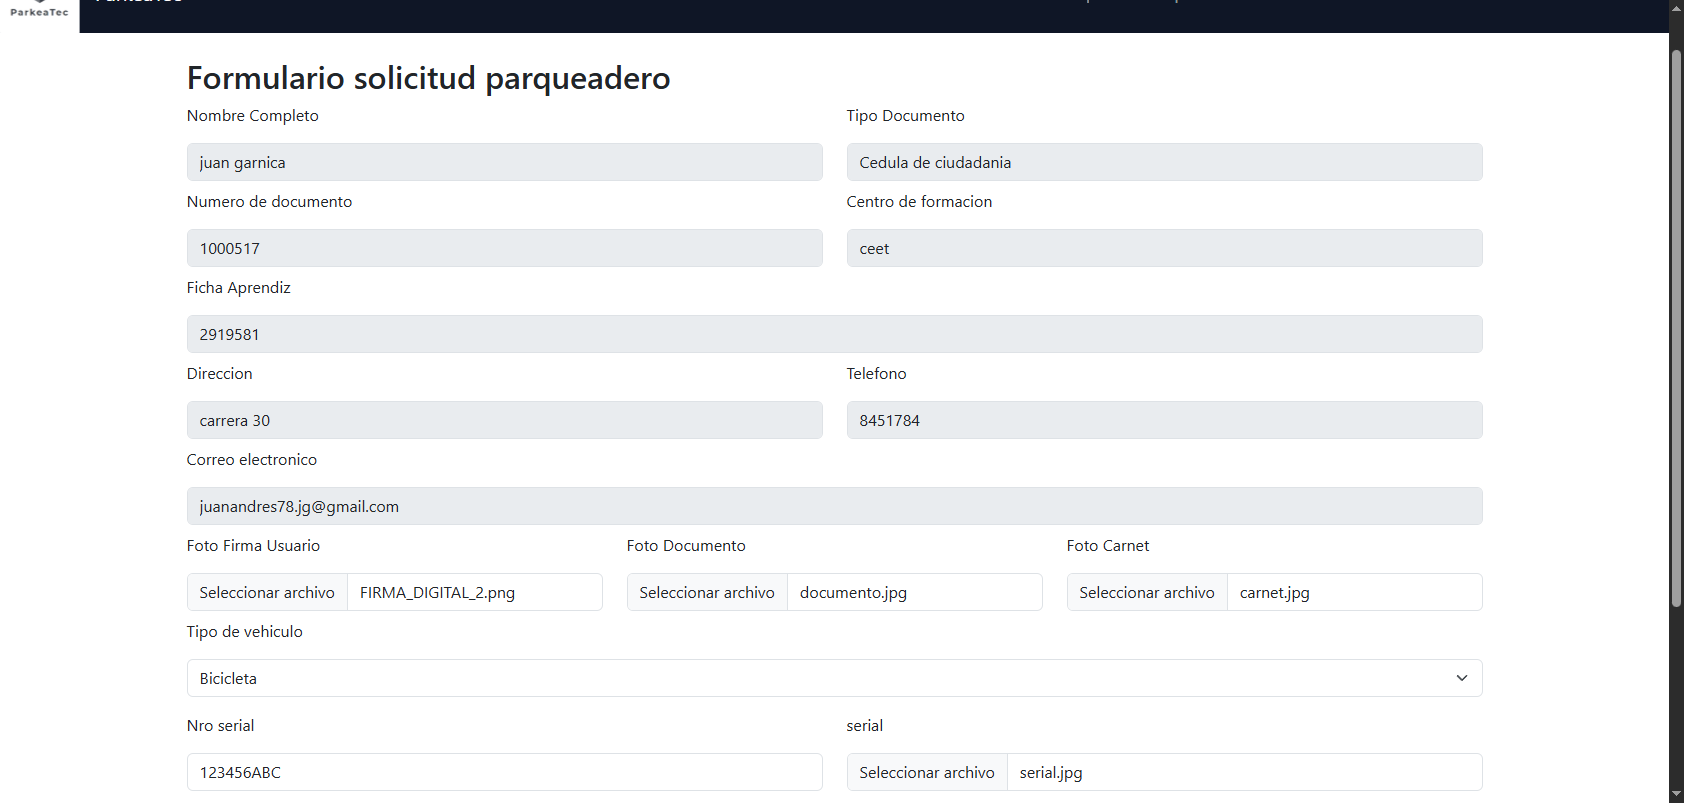 ParkeaTec
Formulario solicitud parqueadero
Nombre Completo
Tipo Documento
juan garnica
Cedula de ciudadania
Numero de documento
Centro de formacion
1000517
ceet
Ficha Aprendiz
2919581
Direccion
Telefono
carrera 30
8451784
Correo electronico
juanandres78.jg@gmail.com
Foto Firma Usuario
Foto Documento
Foto Carnet
Seleccionar archivo FIRMA_DIGITAL_2.png
Seleccionar archivo documento.jpg
Seleccionar archivo carnet.jpg
Tipo de vehiculo
Bicicleta
Nro serial
serial
123456ABC
Seleccionar archivo serial.jpg